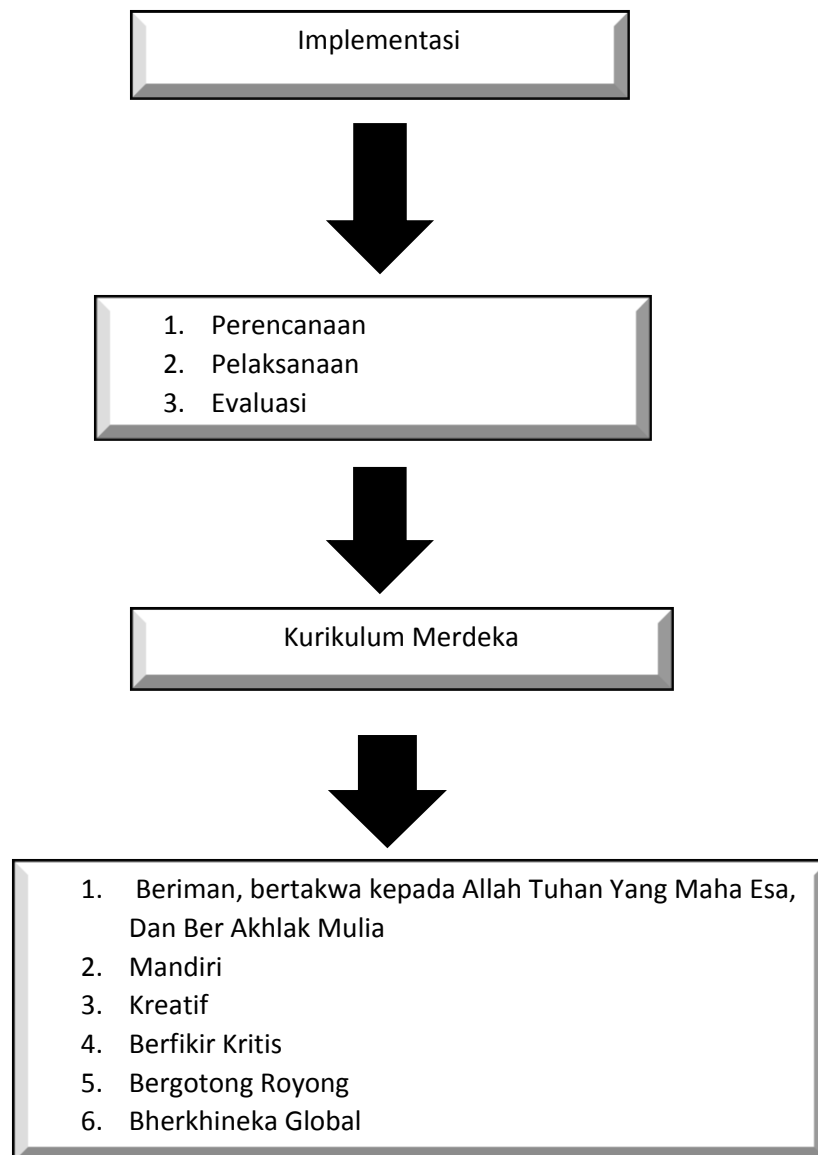 Implementasi
1. Perencanaan
2. Pelaksanaan
3. Evaluasi
Kurikulum Merdeka
1. Beriman, bertakwa kepada Allah Tuhan Yang Maha Esa,
Dan Ber Akhlak Mulia
2. Mandiri
3. Kreatif
4. Berfikir Kritis
5. Bergotong Royong
6. Bherkhineka Global